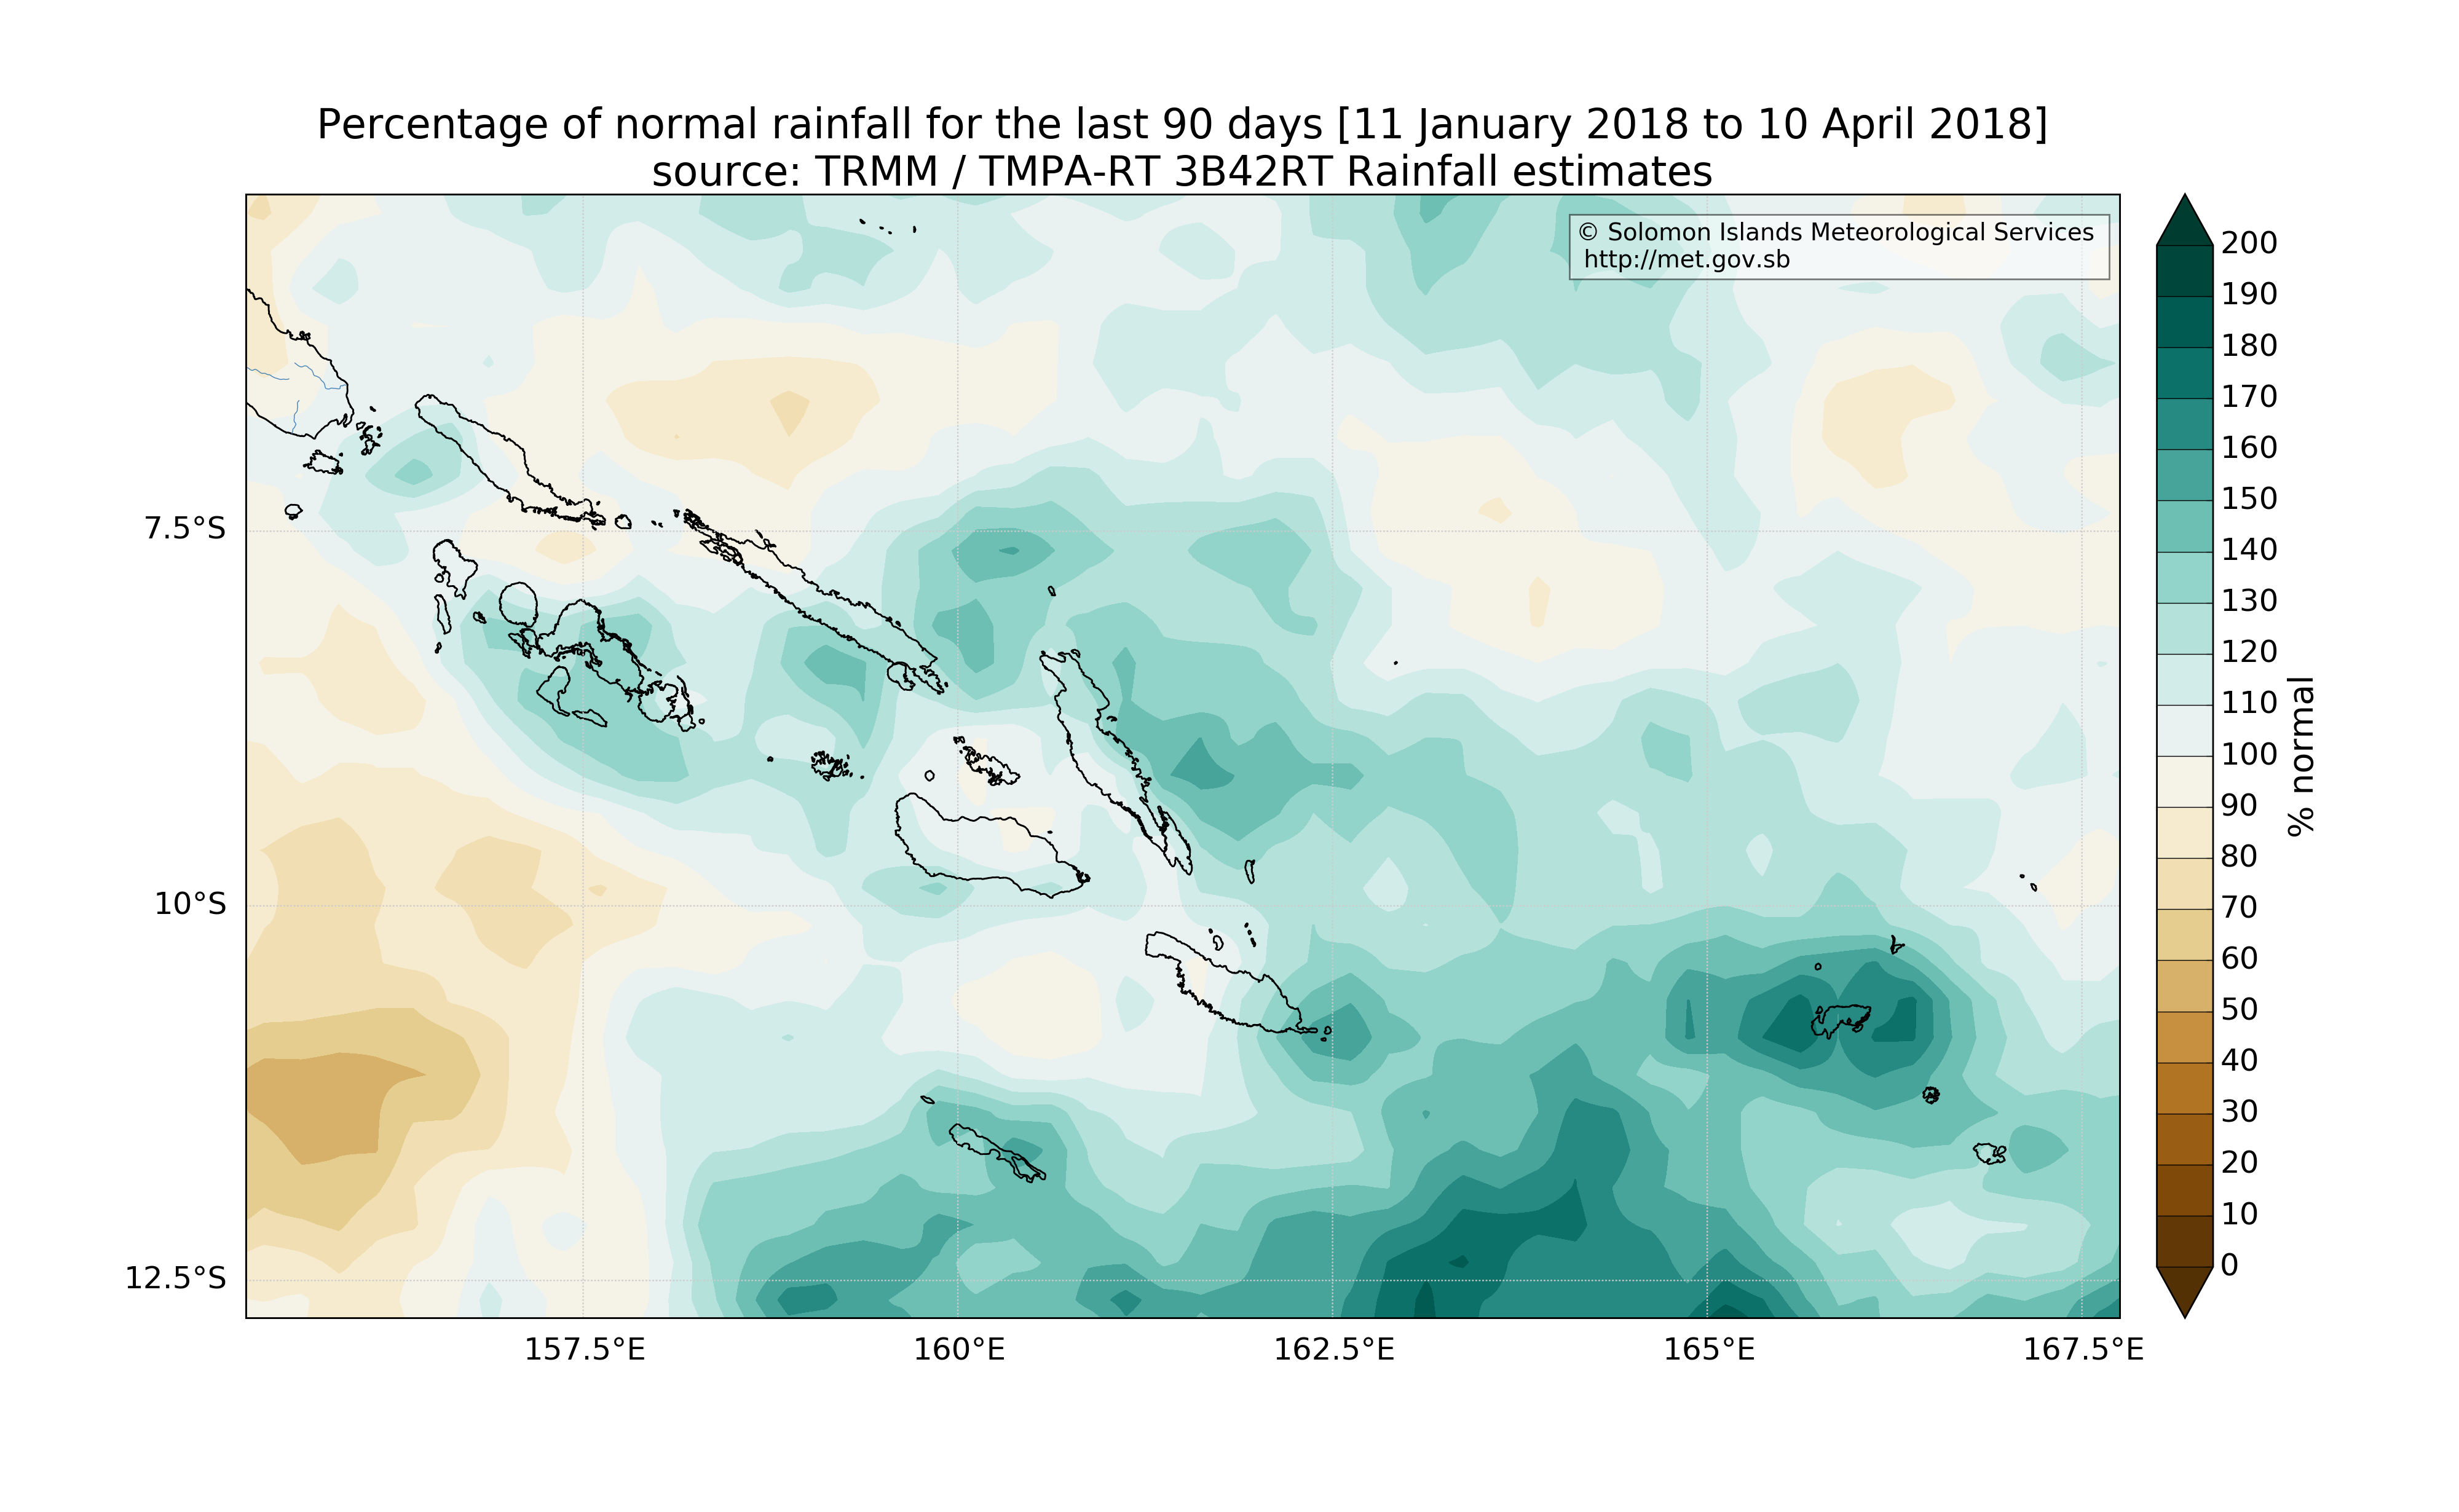 Percentage of normal rainfall for the last 90 days [11 January 2018 to 10 April 2018]
source: TRMM / TMPA-RT 3B42RT Rainfall estimates
© Solomon Islands Meteorological Services
http://met.gov.sb
7.5°S
10°S
12.5°S
157.5°E
160°E
162.5°E
165°E
167.5°E
200
190
180
170
160
150
140
130
120
110
100
90
80
70
60
50
40
30
20
10
0
% normal